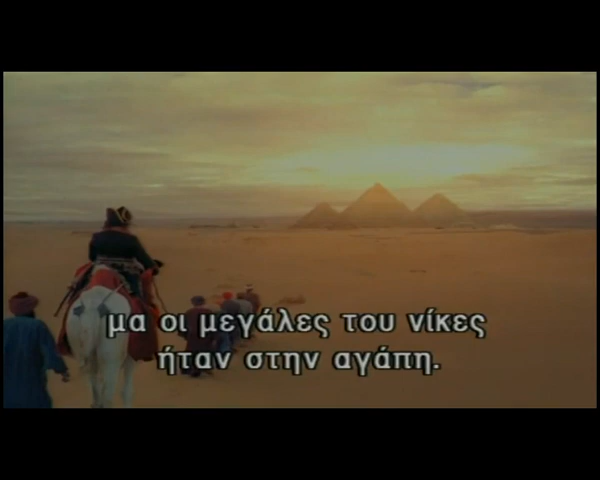 μα οι μεγάλες του νίκες
ήταν στην αγάπη.